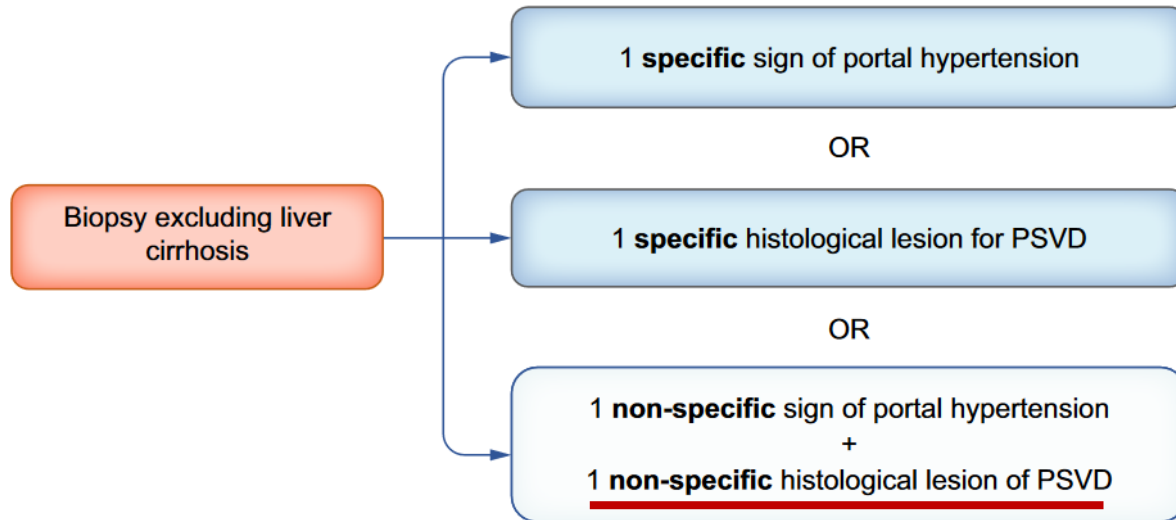 1 specific sign of portal hypertension
OR
Biopsy excluding liver
cirrhosis
1 specific histological lesion for PSVD
OR
1 non-specific sign of portal hypertension
+
1 non-specific histological lesion of PSVD